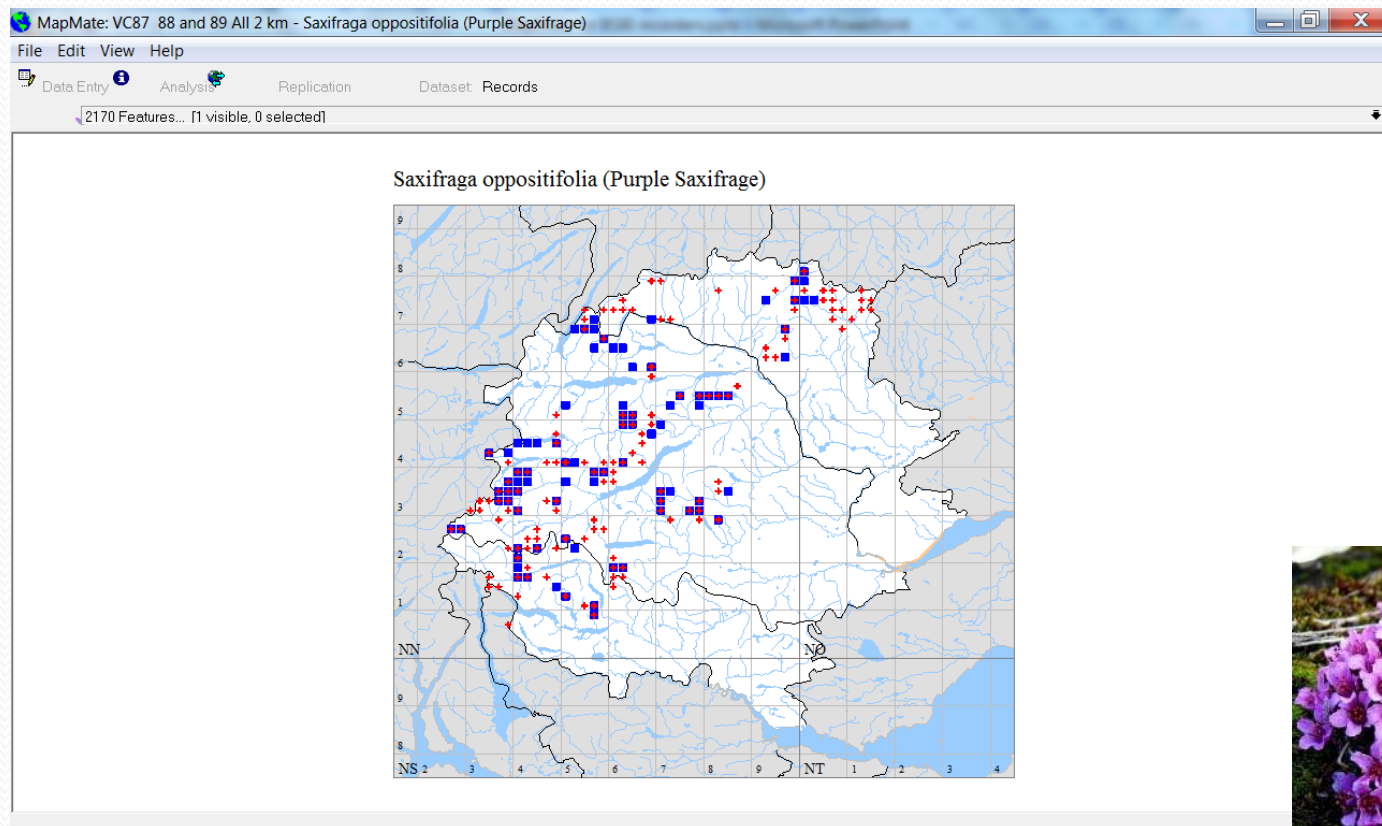 MapMate: VC87 88 and 89 All 2 km - Saxifraga oppositifolia (Purple Saxifrage)
File Edit View Help
Data Entry Analysis Replication Dataset: Records
2170 Features... [1 visible, 0 selected]
Saxifraga oppositifolia (Purple Saxifrage)
9
8
7
6
5
4
3
2
1
NN NO
9
8
NS 2 3 4 5 6 7 8 9 NT 1 2 3 4